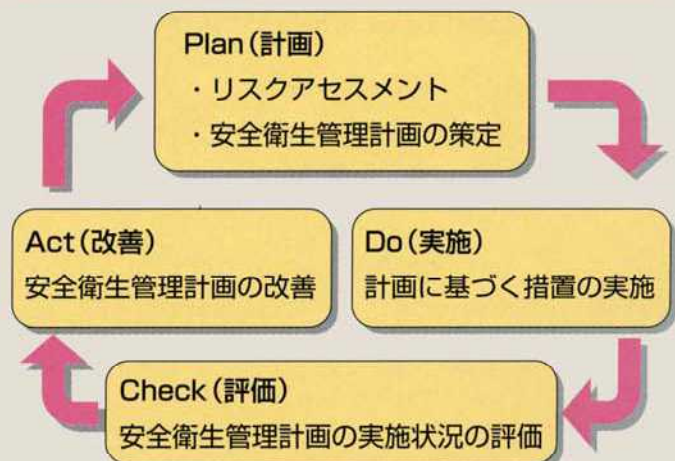 Plan(計画)
・リスクアセスメント
・安全衛生管理計画の策定
Do(実施)
計画に基づく措置の実施
Check(評価)
安全衛生管理計画の実施状況の評価
Act(改善)
安全衛生管理計画の改善